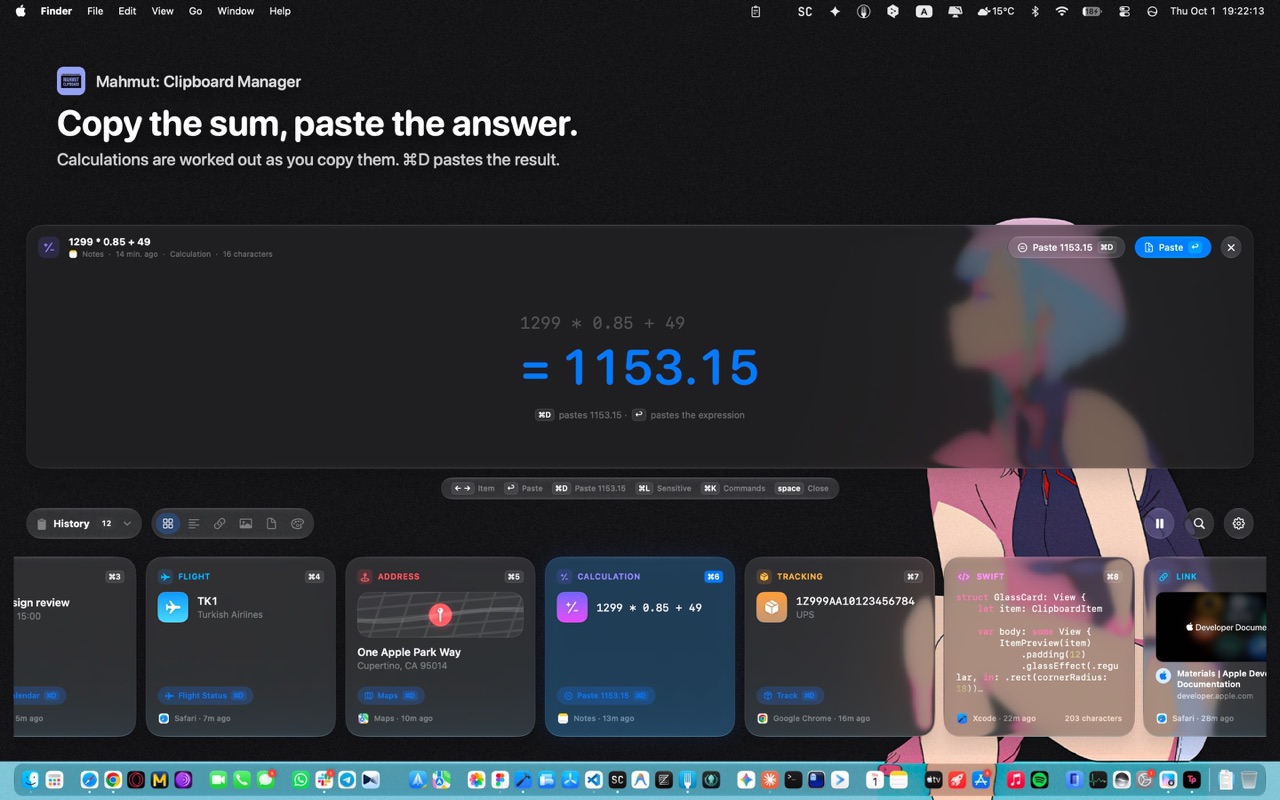 Finder File Edit View Go Window Help SC A 15°C Thu Oct 1 19:22:13
Mahmut: Clipboard Manager
Copy the sum, paste the answer.
Calculations are worked out as you copy them. ⌘D pastes the result.
1299 * 0.85 + 49
Notes · 14 min. ago · Calculation · 16 characters
Paste 1153.15 ⌘D
Paste ↩
1299 * 0.85 + 49
= 1153.15
⌘D pastes 1153.15 · ↩ pastes the expression
← → Item ↩ Paste ⌘D Paste 1153.15 ⌘L Sensitive ⌘K Commands space Close
History 12
⌘3
sign review
15:00
lendar ⌘D
5m ago
FLIGHT ⌘4
TK1
Turkish Airlines
Flight Status ⌘D
Safari · 7m ago
ADDRESS ⌘5
One Apple Park Way
Cupertino, CA 95014
Maps ⌘D
Maps · 10m ago
CALCULATION ⌘6
1299 * 0.85 + 49
Paste 1153.15 ⌘D
Notes · 13m ago
TRACKING ⌘7
1Z999AA10123456784
UPS
Track ⌘D
Google Chrome · 16m ago
SWIFT ⌘8
struct GlassCard: View {
let item: ClipboardItem
var body: some View {
ItemPreview(item)
.padding(12)
.glassEffect(.regu
lar, in: .rect(cornerRadius:
18))…
Xcode · 22m ago 203 characters
LINK
Developer Docume
Materials | Apple Dev
Documentation
developer.apple.com
Safari · 28m ago